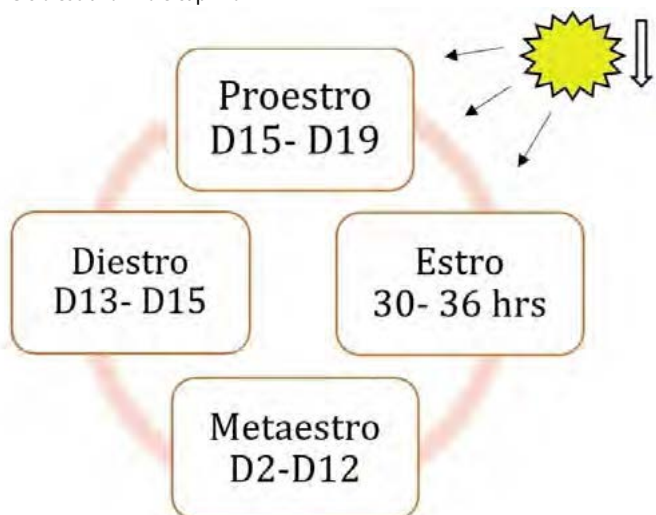 Proestro
D15- D19
Diestro
D13- D15
Estro
30- 36 hrs
Metaestro
D2-D12